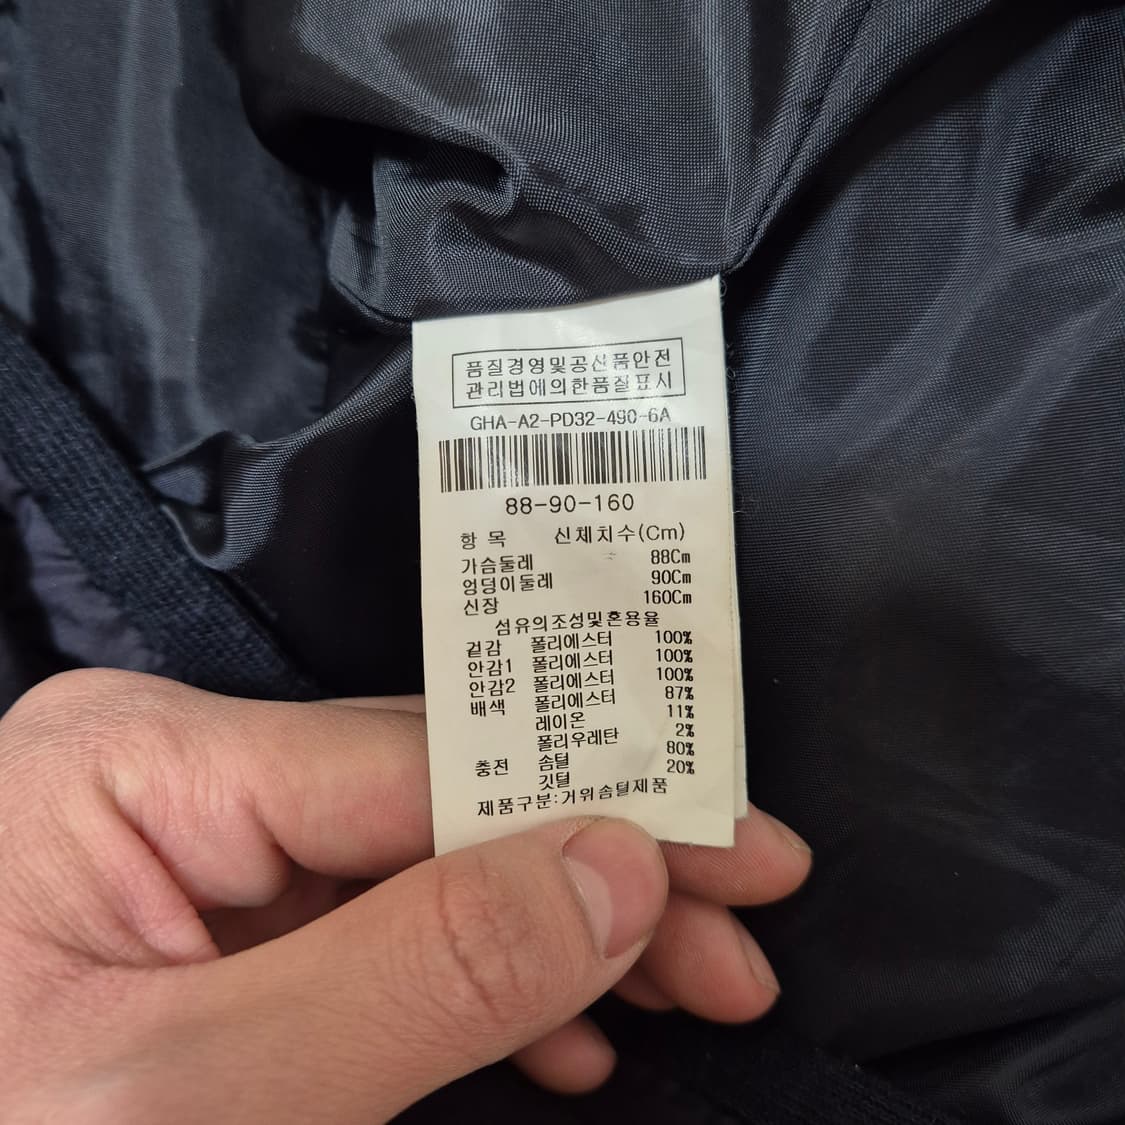 품질경영및공산품안전
관리법에의한품질표시
GHA-A2-PD32-490-6A
88-90-160
항 목 신체치수(Cm)
가슴둘레 88Cm
엉덩이둘레 90Cm
신장 160Cm
섬유의조성및혼용율
겉감 폴리에스터 100%
안감1 폴리에스터 100%
안감2 폴리에스터 100%
배색 폴리에스터 87%
레이온 11%
폴리우레탄 2%
충전 솜털 80%
깃털 20%
제품구분:거위솜털제품